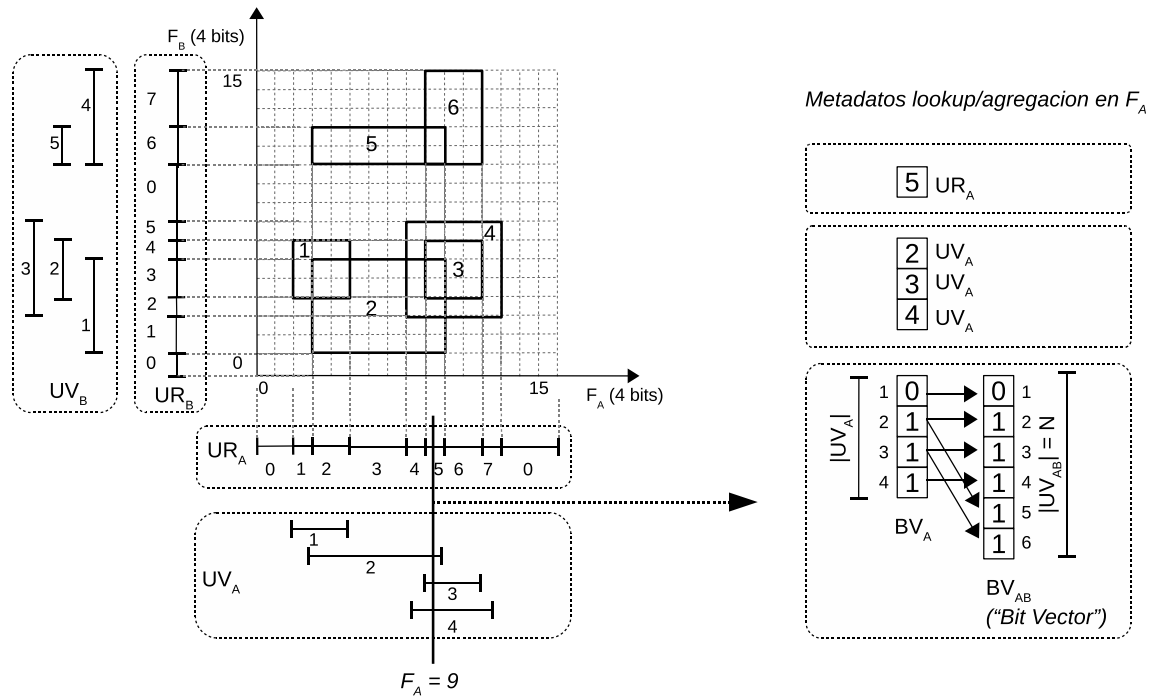 F_B (4 bits)
15
0
0
15
F_A (4 bits)
1
2
3
4
5
6
4
5
3
2
1
UV_B
7
6
0
5
4
3
2
1
0
UR_B
UR_A
0 1 2 3 4 5 6 7 0
UV_A
1
2
3
4
F_A = 9
Metadatos lookup/agregacion en F_A
5 UR_A
2 UV_A
3 UV_A
4 UV_A
|UV_A|
1 0
2 1
3 1
4 1
BV_A
0 1
1 2
1 3
1 4
1 5
1 6
|UV_AB| = N
BV_AB
(“Bit Vector”)